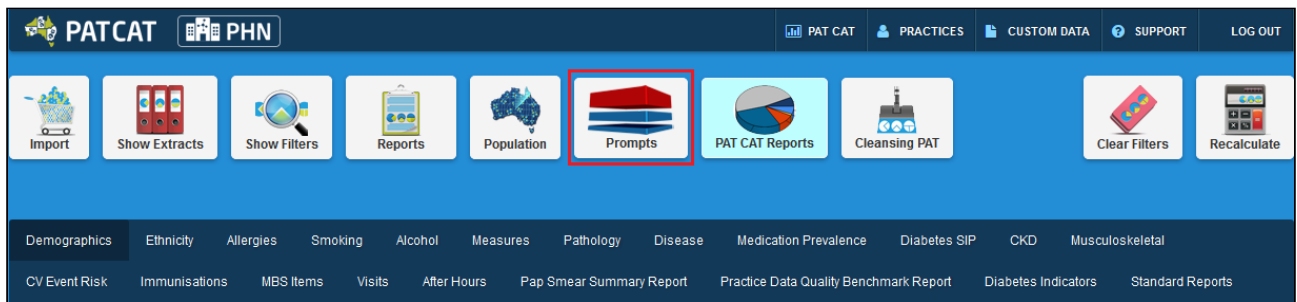 PATCAT PHN PAT CAT PRACTICES CUSTOM DATA SUPPORT LOG OUT
Import Show Extracts Show Filters Reports Population Prompts PAT CAT Reports Cleansing PAT Clear Filters Recalculate
Demographics Ethnicity Allergies Smoking Alcohol Measures Pathology Disease Medication Prevalence Diabetes SIP CKD Musculoskeletal
CV Event Risk Immunisations MBS Items Visits After Hours Pap Smear Summary Report Practice Data Quality Benchmark Report Diabetes Indicators Standard Reports